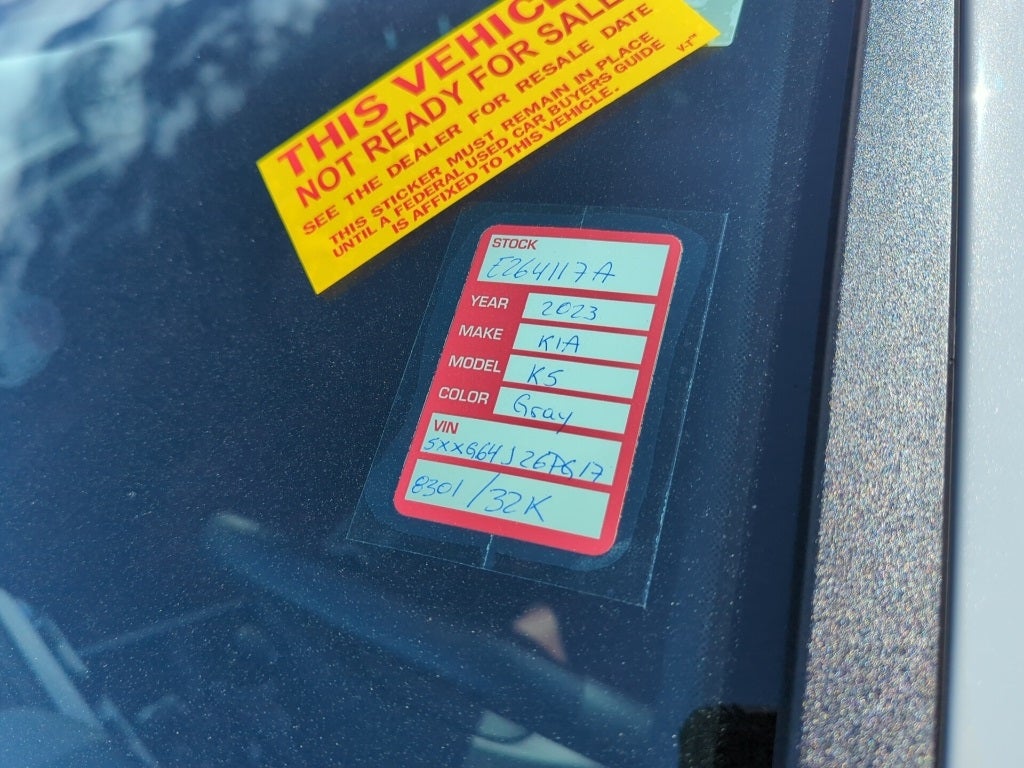 THIS VEHICLE
NOT READY FOR SALE
SEE THE DEALER FOR RESALE DATE
THIS STICKER MUST REMAIN IN PLACE
UNTIL A FEDERAL USED CAR BUYERS GUIDE
IS AFFIXED TO THIS VEHICLE.
V-T™
STOCK
E264117A
YEAR 2023
MAKE KIA
MODEL K5
COLOR Gray
VIN
5XXG64J26PG17
8301/32K